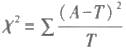 χ² = Σ (A−T)² / T